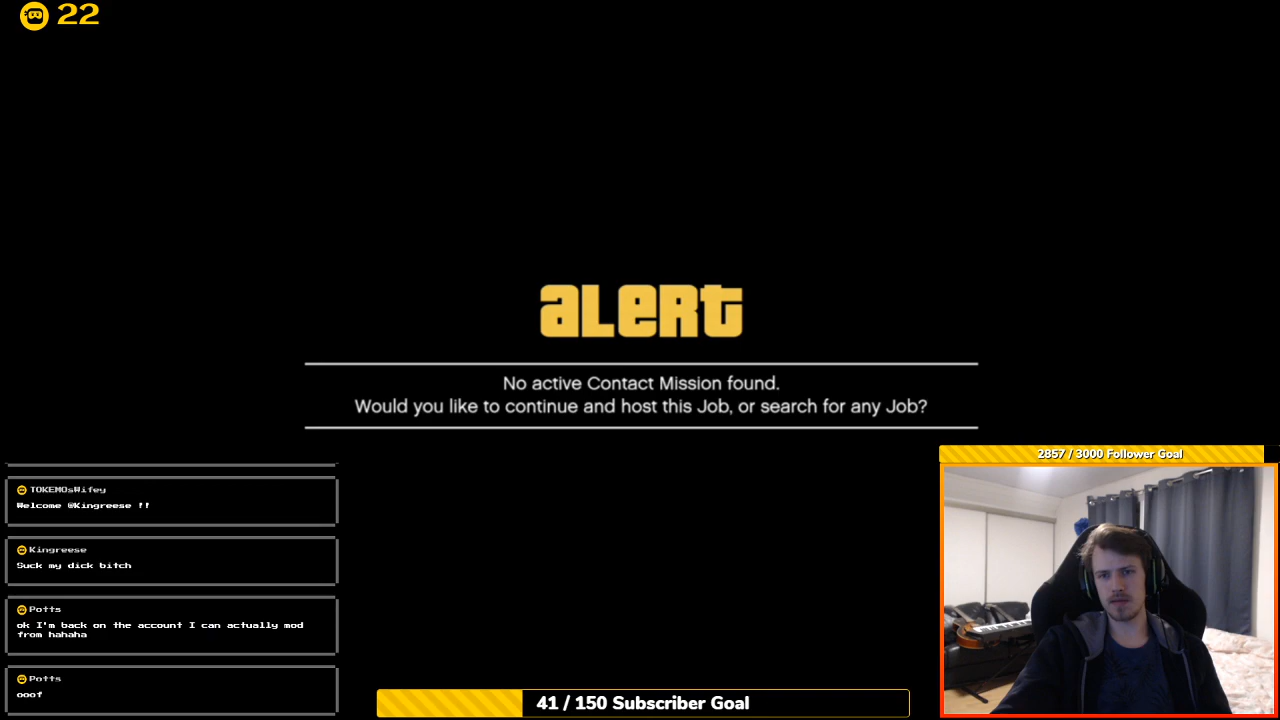 22
aLeRt
No active Contact Mission found.
Would you like to continue and host this Job, or search for any Job?
2857 / 3000 Follower Goal
TOKEMOsWifey
Welcome @Kingreese !!
Kingreese
Suck my dick bitch
Potts
ok I'm back on the account I can actually mod
from hahaha
Potts
ooof
41 / 150 Subscriber Goal